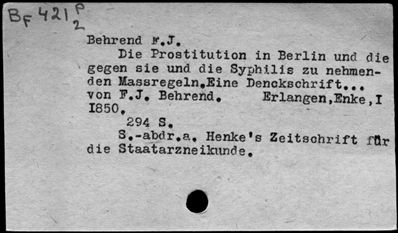 BF 421 P
2
Behrend F.J.
Die Prostitution in Berlin und die
gegen sie und die Syphilis zu nehmen-
den Massregeln.Eine Denckschrift...
von F.J. Behrend. Erlangen,Enke,I
I850.
294 S.
S.-abdr.a. Henke's Zeitschrift für
die Staatarzneikunde.